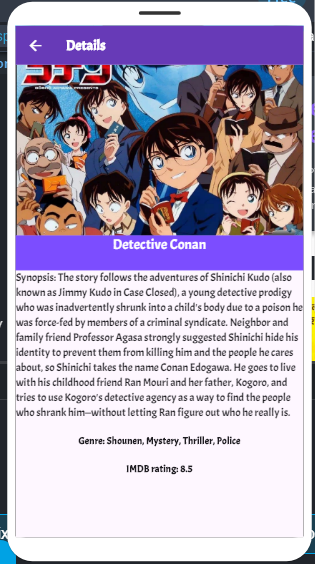 Details
コナン
Detective Conan
Synopsis: The story follows the adventures of Shinichi Kudo (also
known as Jimmy Kudo in Case Closed), a young detective prodigy
who was inadvertently shrunk into a child's body due to a poison he
was force-fed by members of a criminal syndicate. Neighbor and
family friend Professor Agasa strongly suggested Shinichi hide his
identity to prevent them from killing him and the people he cares
about, so Shinichi takes the name Conan Edogawa. He goes to live
with his childhood friend Ran Mouri and her father, Kogoro, and
tries to use Kogoro's detective agency as a way to find the people
who shrank him—without letting Ran figure out who he really is.
Genre: Shounen, Mystery, Thriller, Police
IMDB rating: 8.5